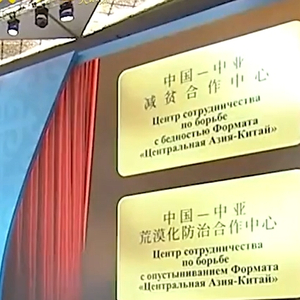 中国—中亚
减贫合作中心
Центр сотрудничества
по борьбе
с бедностью Формата
«Центральная Азия-Китай»
中国—中亚
荒漠化防治合作中心
Центр сотрудничества
по борьбе
с опустыниванием Формата
«Центральная Азия-Китай»